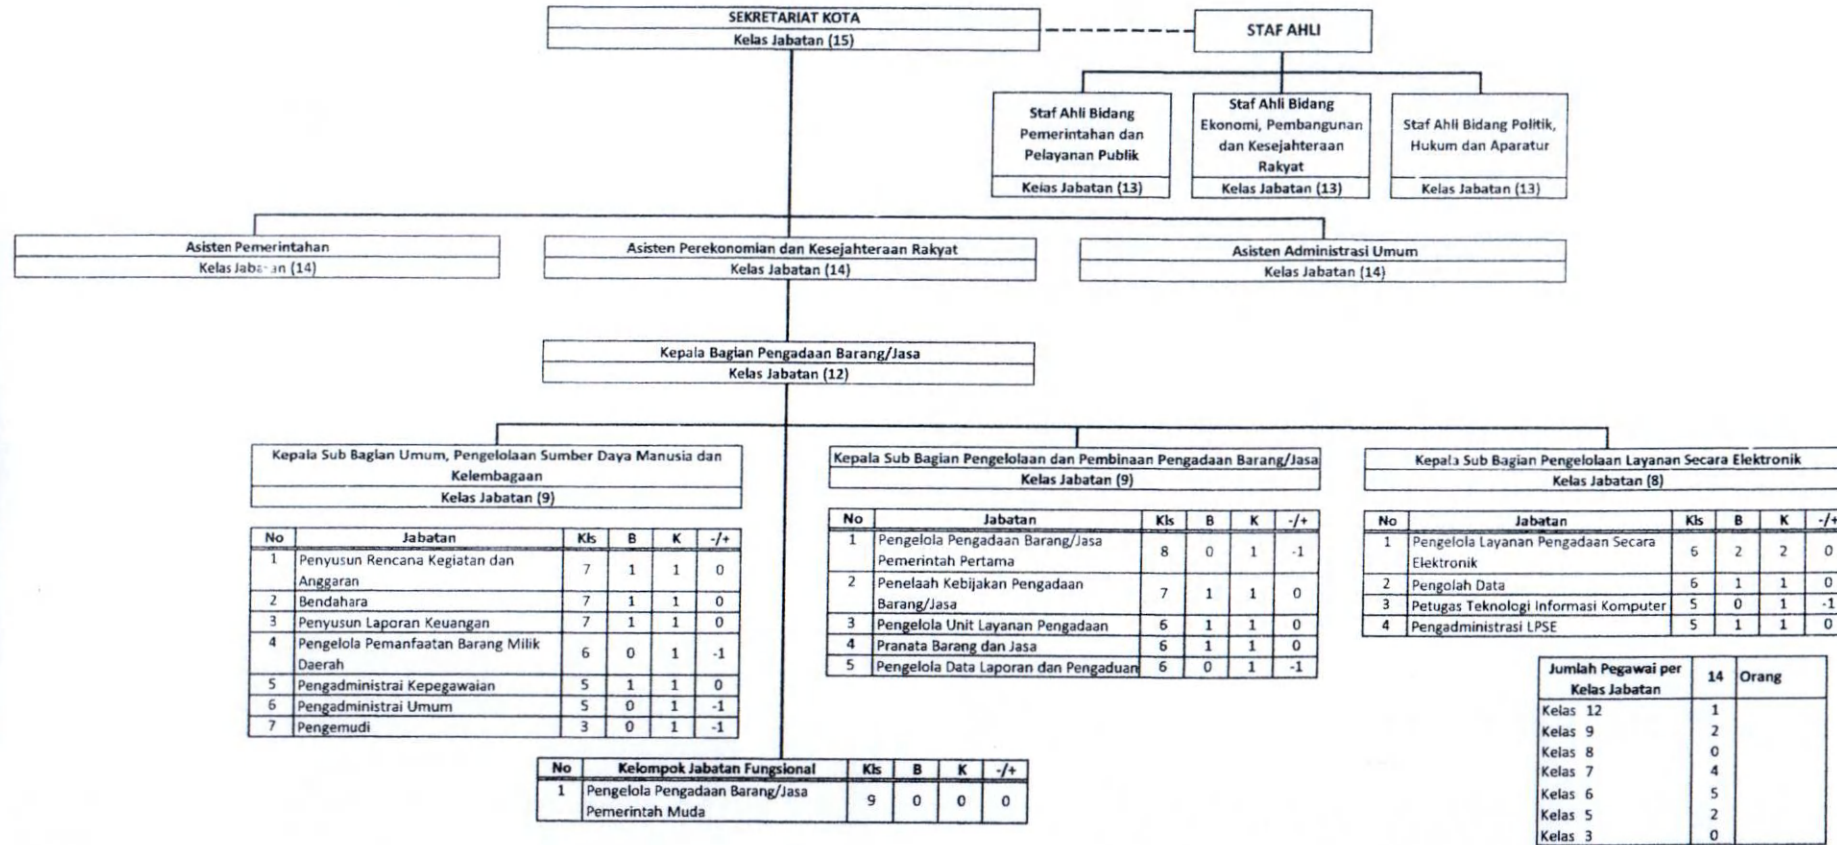 SEKRETARIAT KOTA
Kelas Jabatan (15)
STAF AHLI
Staf Ahli Bidang
Pemerintahan dan
Pelayanan Publik
Kelas Jabatan (13)
Staf Ahli Bidang
Ekonomi, Pembangunan
dan Kesejahteraan
Rakyat
Kelas Jabatan (13)
Staf Ahli Bidang Politik,
Hukum dan Aparatur
Kelas Jabatan (13)
Asisten Pemerintahan
Kelas Jabatan (14)
Asisten Perekonomian dan Kesejahteraan Rakyat
Kelas Jabatan (14)
Asisten Administrasi Umum
Kelas Jabatan (14)
Kepala Bagian Pengadaan Barang/Jasa
Kelas Jabatan (12)
Kepala Sub Bagian Umum, Pengelolaan Sumber Daya Manusia dan
Kelembagaan
Kelas Jabatan (9)
No Jabatan Kls B K -/+
1 Penyusun Rencana Kegiatan dan
Anggaran 7 1 1 0
2 Bendahara 7 1 1 0
3 Penyusun Laporan Keuangan 7 1 1 0
4 Pengelola Pemanfaatan Barang Milik
Daerah 6 0 1 -1
5 Pengadministrai Kepegawaian 5 1 1 0
6 Pengadministrai Umum 5 0 1 -1
7 Pengemudi 3 0 1 -1
Kepala Sub Bagian Pengelolaan dan Pembinaan Pengadaan Barang/Jasa
Kelas Jabatan (9)
No Jabatan Kls B K -/+
1 Pengelola Pengadaan Barang/Jasa
Pemerintah Pertama 8 0 1 -1
2 Penelaah Kebijakan Pengadaan
Barang/Jasa 7 1 1 0
3 Pengelola Unit Layanan Pengadaan 6 1 1 0
4 Pranata Barang dan Jasa 6 1 1 0
5 Pengelola Data Laporan dan Pengaduan 6 0 1 -1
Kepala Sub Bagian Pengelolaan Layanan Secara Elektronik
Kelas Jabatan (8)
No Jabatan Kls B K -/+
1 Pengelola Layanan Pengadaan Secara
Elektronik 6 2 2 0
2 Pengolah Data 6 1 1 0
3 Petugas Teknologi Informasi Komputer 5 0 1 -1
4 Pengadministrasi LPSE 5 1 1 0
No Kelompok Jabatan Fungsional Kls B K -/+
1 Pengelola Pengadaan Barang/Jasa
Pemerintah Muda 9 0 0 0
Jumlah Pegawai per
Kelas Jabatan 14 Orang
Kelas 12 1
Kelas 9 2
Kelas 8 0
Kelas 7 4
Kelas 6 5
Kelas 5 2
Kelas 3 0